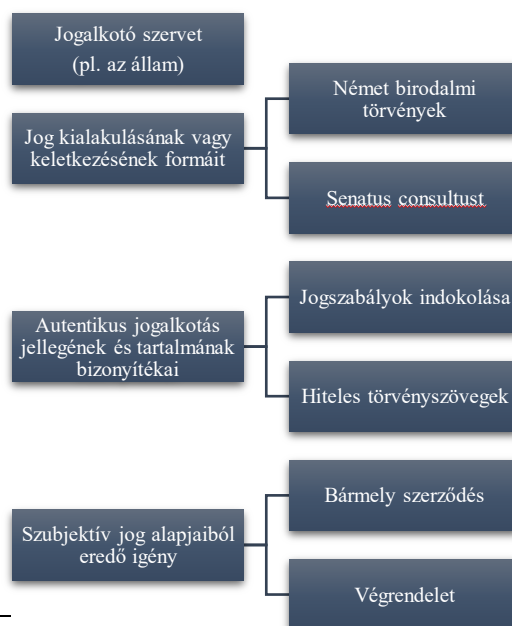 Jogalkotó szervet
(pl. az állam)
Jog kialakulásának vagy
keletkezésének formáit
Német birodalmi
törvények
Senatus consultust
Autentikus jogalkotás
jellegének és tartalmának
bizonyítékai
Jogszabályok indokolása
Hiteles törvényszövegek
Szubjektív jog alapjaiból
eredő igény
Bármely szerződés
Végrendelet